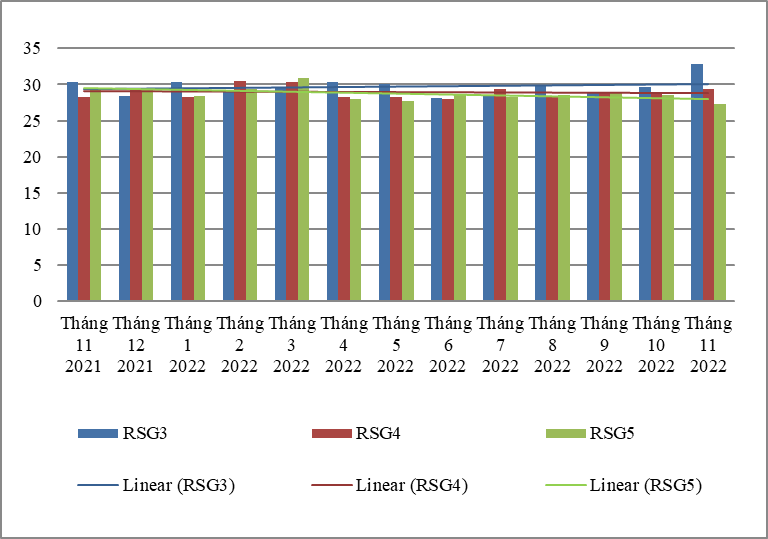 35
30
25
20
15
10
5
0
Tháng Tháng Tháng Tháng Tháng Tháng Tháng Tháng Tháng Tháng Tháng Tháng Tháng
11 12 1 2 3 4 5 6 7 8 9 10 11
2021 2021 2022 2022 2022 2022 2022 2022 2022 2022 2022 2022 2022
RSG3 RSG4 RSG5
Linear (RSG3) Linear (RSG4) Linear (RSG5)